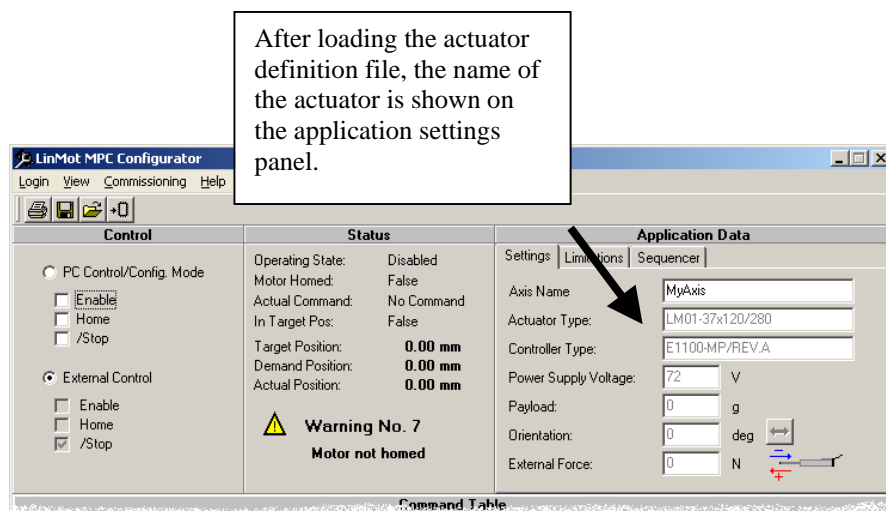 After loading the actuator
definition file, the name of
the actuator is shown on
the application settings
panel.
LinMot MPC Configurator
Login View Commissioning Help
Control
PC Control/Config. Mode
Enable
Home
/Stop
External Control
Enable
Home
/Stop
Status
Operating State: Disabled
Motor Homed: False
Actual Command: No Command
In Target Pos: False
Target Position: 0.00 mm
Demand Position: 0.00 mm
Actual Position: 0.00 mm
Warning No. 7
Motor not homed
Application Data
Settings Limitations Sequencer
Axis Name MyAxis
Actuator Type: LM01-37x120/280
Controller Type: E1100-MP/REV.A
Power Supply Voltage: 72 V
Payload: 0 g
Orientation: 0 deg
External Force: 0 N
Command Table